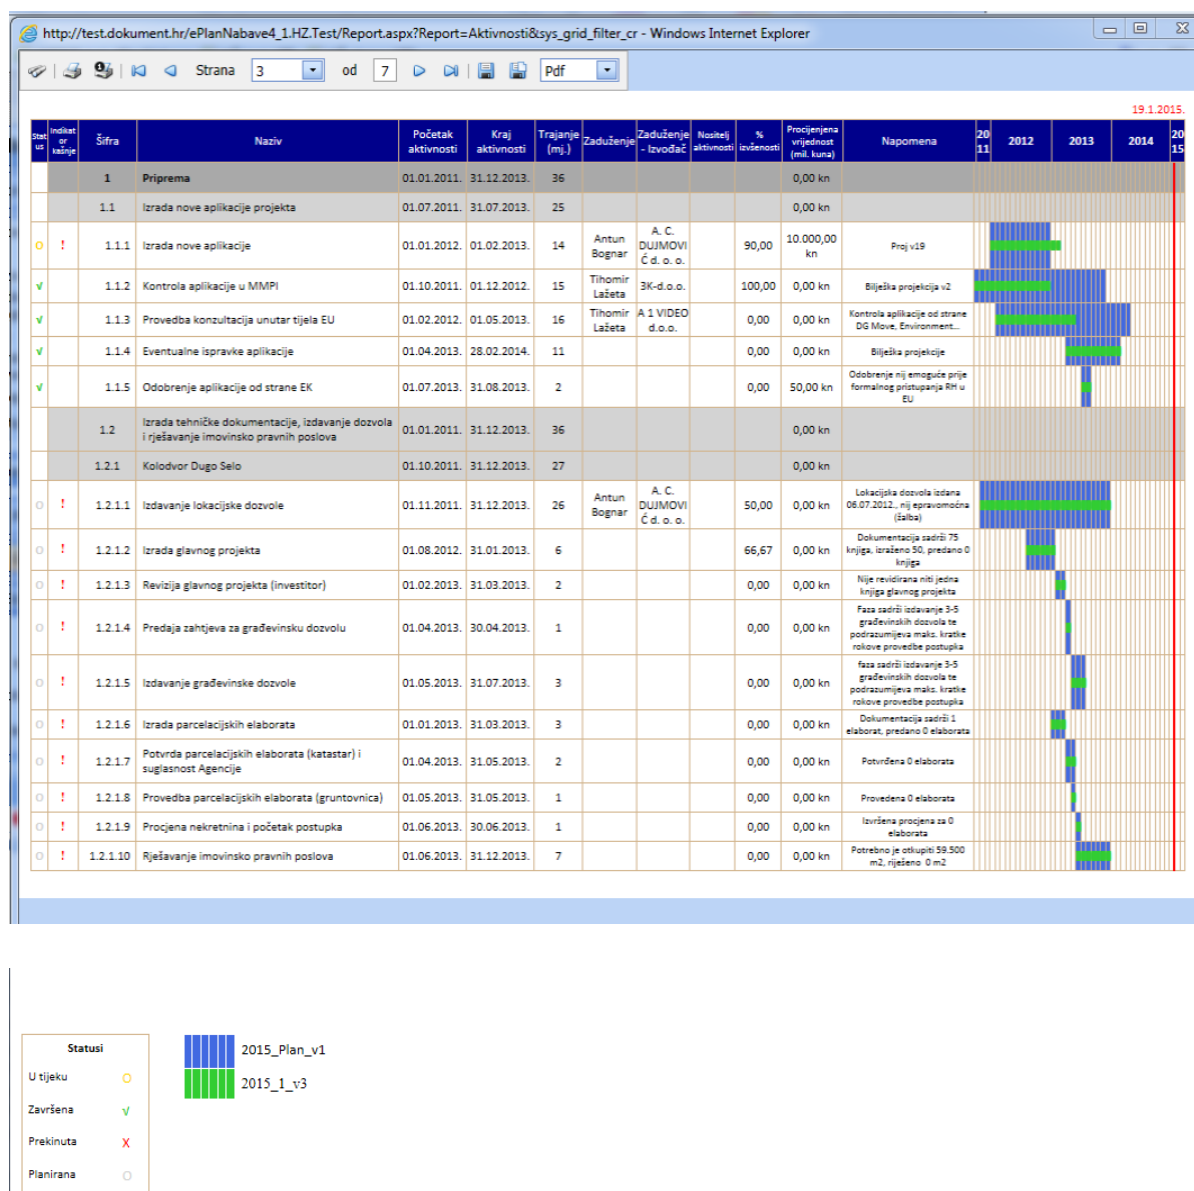 http://test.dokument.hr/ePlanNabave4_1.HZ.Test/Report.aspx?Report=Aktivnosti&sys_grid_filter_cr - Windows Internet Explorer
Strana 3 od 7 Pdf
19.1.2015.
Status Indikator kašnje Šifra Naziv Početak aktivnosti Kraj aktivnosti Trajanje (mj.) Zaduženje Zaduženje - Izvođač Nositelj aktivnosti % izvšenosti Procijenjena vrijednost (mil. kuna) Napomena 2011 2012 2013 2014 2015
1 Priprema 01.01.2011. 31.12.2013. 36 0,00 kn
1.1 Izrada nove aplikacije projekta 01.07.2011. 31.07.2013. 25 0,00 kn
O ! 1.1.1 Izrada nove aplikacije 01.01.2012. 01.02.2013. 14 Antun Bognar A. C. DUJMOVIĆ d. o. o. 90,00 10.000,00 kn Proj v19
√ 1.1.2 Kontrola aplikacije u MMPI 01.10.2011. 01.12.2012. 15 Tihomir Lažeta 3K-d.o.o. 100,00 0,00 kn Bilješka projekcija v2
√ 1.1.3 Provedba konzultacija unutar tijela EU 01.02.2012. 01.05.2013. 16 Tihomir Lažeta A 1 VIDEO d.o.o. 0,00 0,00 kn Kontrola aplikacije od strane DG Move, Environment...
√ 1.1.4 Eventualne ispravke aplikacije 01.04.2013. 28.02.2014. 11 0,00 0,00 kn Bilješka projekcije
√ 1.1.5 Odobrenje aplikacije od strane EK 01.07.2013. 31.08.2013. 2 0,00 50,00 kn Odobrenje nij emoguće prije formalnog pristupanja RH u EU
1.2 Izrada tehničke dokumentacije, izdavanje dozvola i rješavanje imovinsko pravnih poslova 01.01.2011. 31.12.2013. 36 0,00 kn
1.2.1 Kolodvor Dugo Selo 01.10.2011. 31.12.2013. 27 0,00 kn
O ! 1.2.1.1 Izdavanje lokacijske dozvole 01.11.2011. 31.12.2013. 26 Antun Bognar A. C. DUJMOVIĆ d. o. o. 50,00 0,00 kn Lokacijska dozvola izdana 06.07.2012., nij epravomoćna (žalba)
O ! 1.2.1.2 Izrada glavnog projekta 01.08.2012. 31.01.2013. 6 66,67 0,00 kn Dokumentacija sadrži 75 knjiga, izraženo 50, predano 0 knjiga
O ! 1.2.1.3 Revizija glavnog projekta (investitor) 01.02.2013. 31.03.2013. 2 0,00 0,00 kn Nije revidirana niti jedna knjiga glavnog projekta
O ! 1.2.1.4 Predaja zahtjeva za građevinsku dozvolu 01.04.2013. 30.04.2013. 1 0,00 0,00 kn Faza sadrži izdavanje 3-5 građevinskih dozvola te podrazumijeva maks. kratke rokove provedbe postupka
O ! 1.2.1.5 Izdavanje građevinske dozvole 01.05.2013. 31.07.2013. 3 0,00 0,00 kn faza sadrži izdavanje 3-5 građevinskih dozvola te podrazumijeva maks. kratke rokove provedbe postupka
O ! 1.2.1.6 Izrada parcelacijskih elaborata 01.01.2013. 31.03.2013. 3 0,00 0,00 kn Dokumentacija sadrži 1 elaborat, predano 0 elaborata
O ! 1.2.1.7 Potvrda parcelacijskih elaborata (katastar) i suglasnost Agencije 01.04.2013. 31.05.2013. 2 0,00 0,00 kn Potvrđena 0 elaborata
O ! 1.2.1.8 Provedba parcelacijskih elaborata (gruntovnica) 01.05.2013. 31.05.2013. 1 0,00 0,00 kn Provedena 0 elaborata
O ! 1.2.1.9 Procjena nekretnina i početak postupka 01.06.2013. 30.06.2013. 1 0,00 0,00 kn Izvršena procjena za 0 elaborata
O ! 1.2.1.10 Rješavanje imovinsko pravnih poslova 01.06.2013. 31.12.2013. 7 0,00 0,00 kn Potrebno je otkupiti 59.500 m2, riješeno 0 m2
Statusi
U tijeku O
Završena √
Prekinuta X
Planirana O
2015_Plan_v1
2015_1_v3